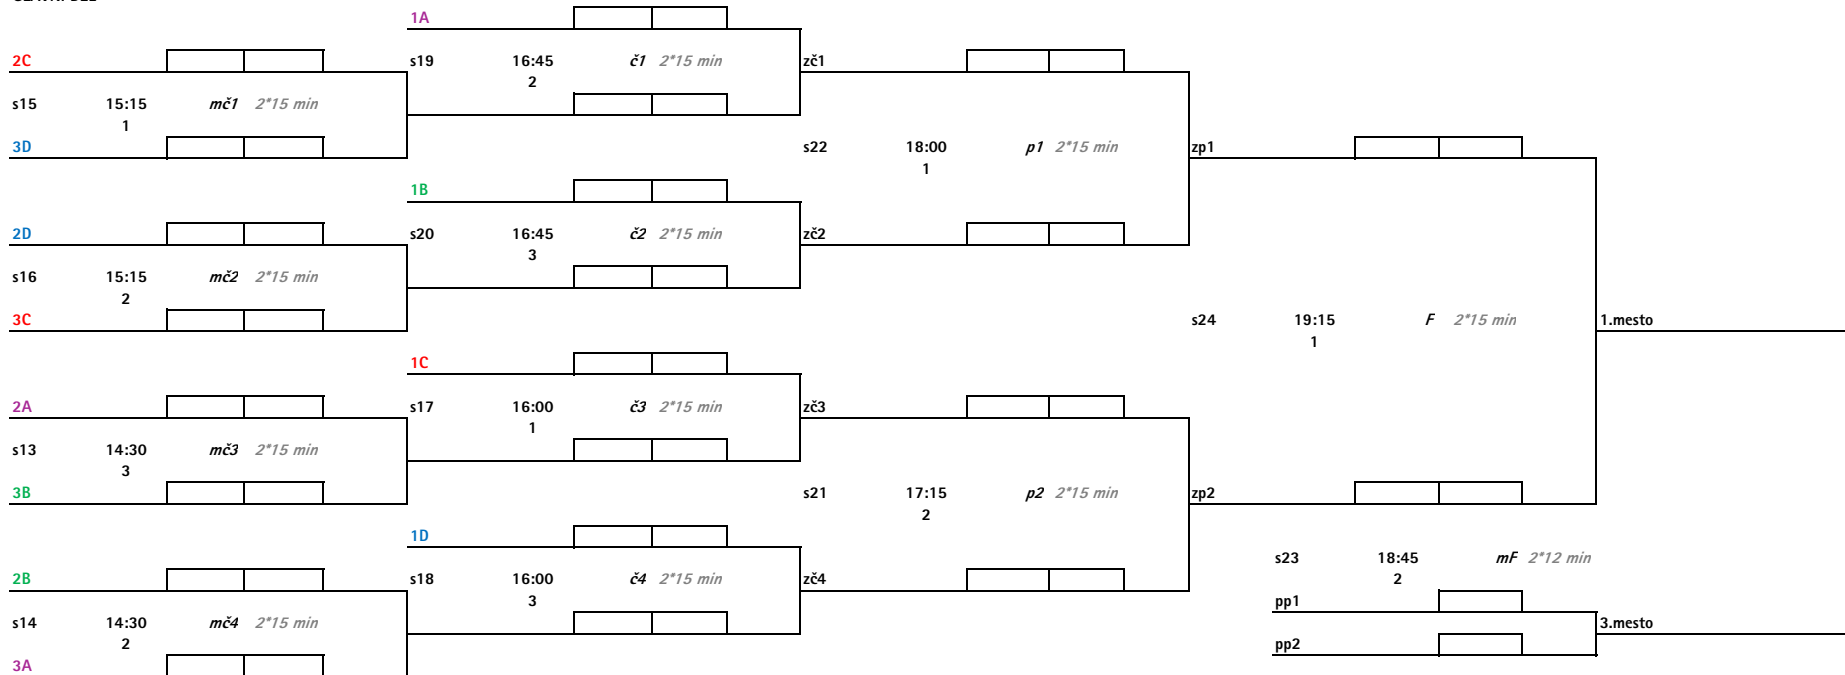 1A
2C
s19 16:45 č1 2*15 min zč1
2
s15 15:15 mč1 2*15 min
1
3D
s22 18:00 p1 2*15 min zp1
1
1B
2D
s20 16:45 č2 2*15 min zč2
3
s16 15:15 mč2 2*15 min
2
3C
s24 19:15 F 2*15 min 1.mesto
1
1C
2A
s17 16:00 č3 2*15 min zč3
1
s13 14:30 mč3 2*15 min
3
3B
s21 17:15 p2 2*15 min zp2
2
1D
s23 18:45 mF 2*12 min
2
2B
s18 16:00 č4 2*15 min zč4
3
pp1
s14 14:30 mč4 2*15 min
2
3.mesto
pp2
3A